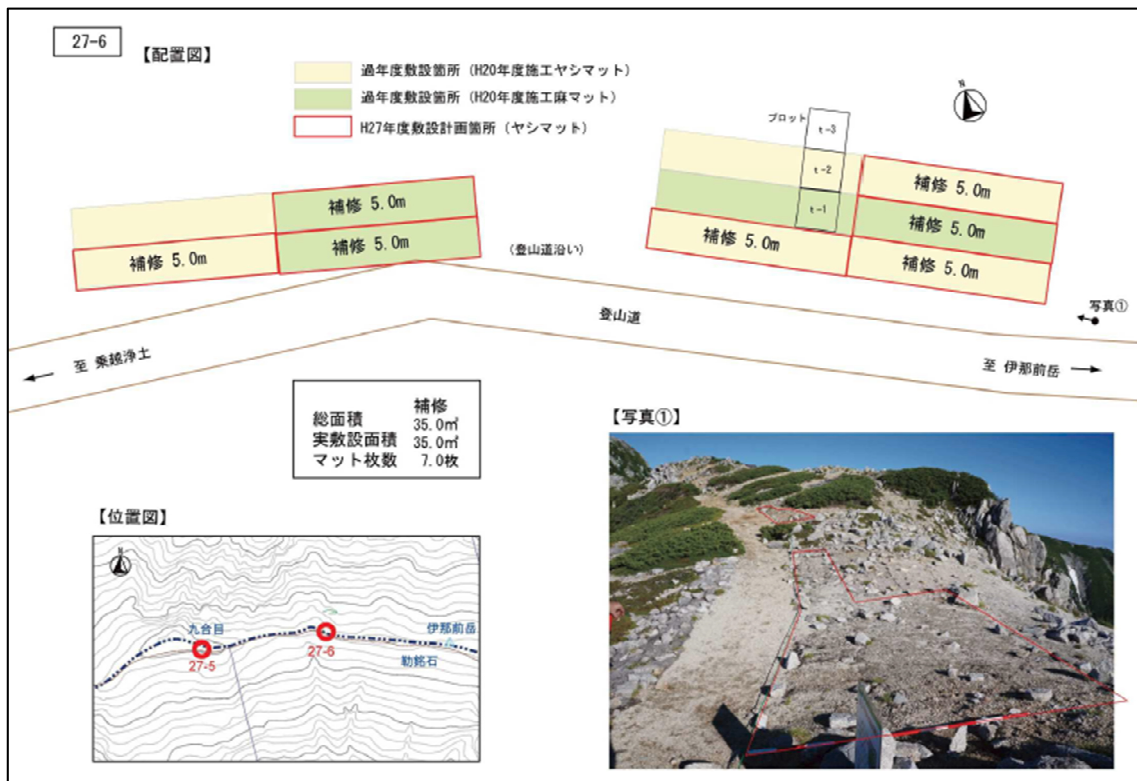 27-6
【配置図】
過年度敷設箇所（H20年度施工ヤシマット）
過年度敷設箇所（H20年度施工麻マット）
H27年度敷設計画箇所（ヤシマット）
N
プロット
t-3
t-2
t-1
補修 5.0m
補修 5.0m
補修 5.0m
補修 5.0m
補修 5.0m
補修 5.0m
補修 5.0m
（登山道沿い）
写真①
登山道
至 乗越浄土
至 伊那前岳
補修
総面積 35.0㎡
実敷設面積 35.0㎡
マット枚数 7.0枚
【写真①】
【位置図】
N
九合目
27-5
27-6
伊那前岳
勒銘石